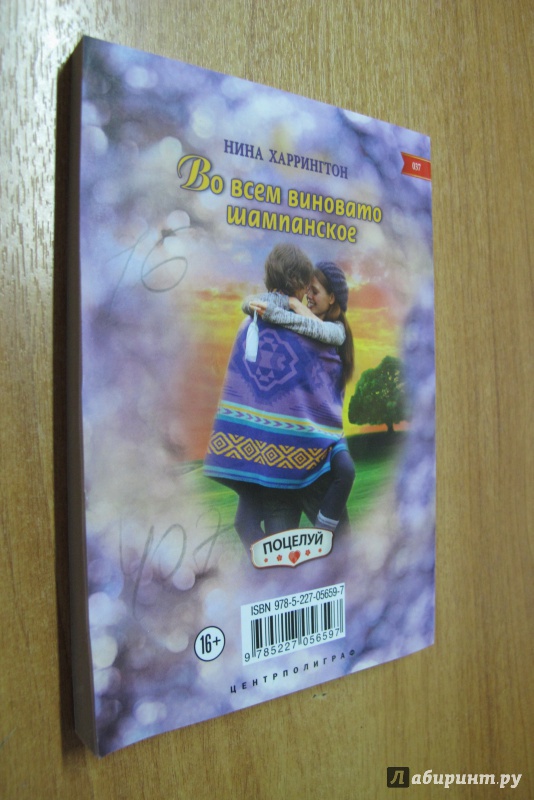 НИНА ХАРРИНГТОН
037
Во всем виновато
шампанское
16
ПОЦЕЛУЙ
ISBN 978-5-227-05659-7
9 785227 056597
16+
ЦЕНТРПОЛИГРАФ
Лабиринт.ру